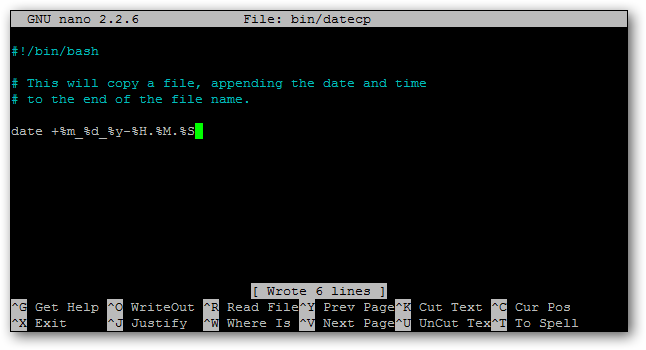 GNU nano 2.2.6 File: bin/datecp
#!/bin/bash
# This will copy a file, appending the date and time
# to the end of the file name.
date +%m_%d_%y-%H.%M.%S
[ Wrote 6 lines ]
^G Get Help ^O WriteOut ^R Read File^Y Prev Page^K Cut Text ^C Cur Pos
^X Exit ^J Justify ^W Where Is ^V Next Page^U UnCut Tex^T To Spell